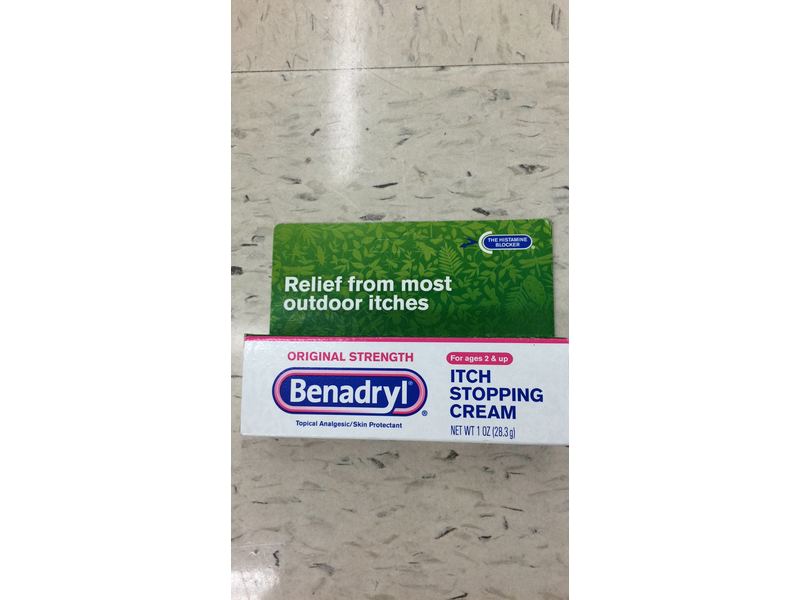 THE HISTAMINE
BLOCKER
Relief from most
outdoor itches
ORIGINAL STRENGTH
Benadryl®
Topical Analgesic/Skin Protectant
For ages 2 & up
ITCH
STOPPING
CREAM
NET WT 1 OZ (28.3 g)